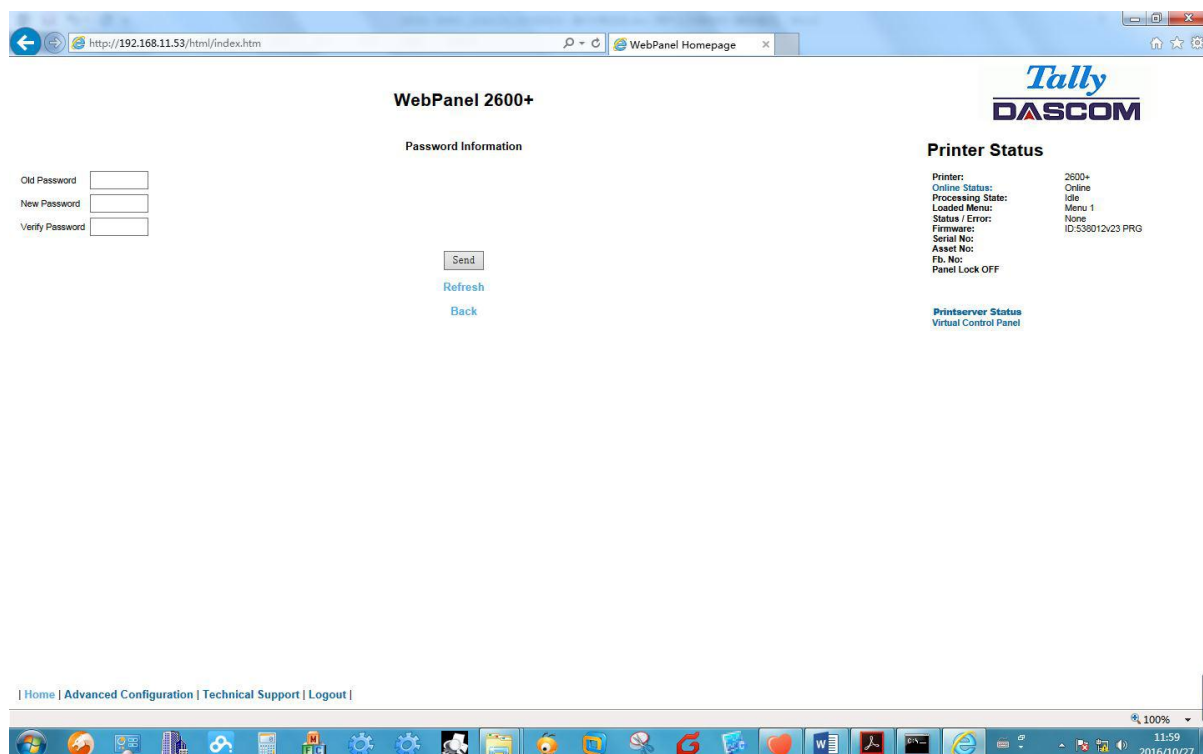 http://192.168.11.53/html/index.htm
WebPanel Homepage
Tally
DASCOM
WebPanel 2600+
Password Information
Old Password
New Password
Verify Password
Send
Refresh
Back
Printer Status
Printer: 2600+
Online Status: Online
Processing State: Idle
Loaded Menu: Menu 1
Status / Error: None
Firmware: ID:538012v23 PRG
Serial No:
Asset No:
Fb. No:
Panel Lock OFF
Printserver Status
Virtual Control Panel
| Home | Advanced Configuration | Technical Support | Logout |
100%
11:59